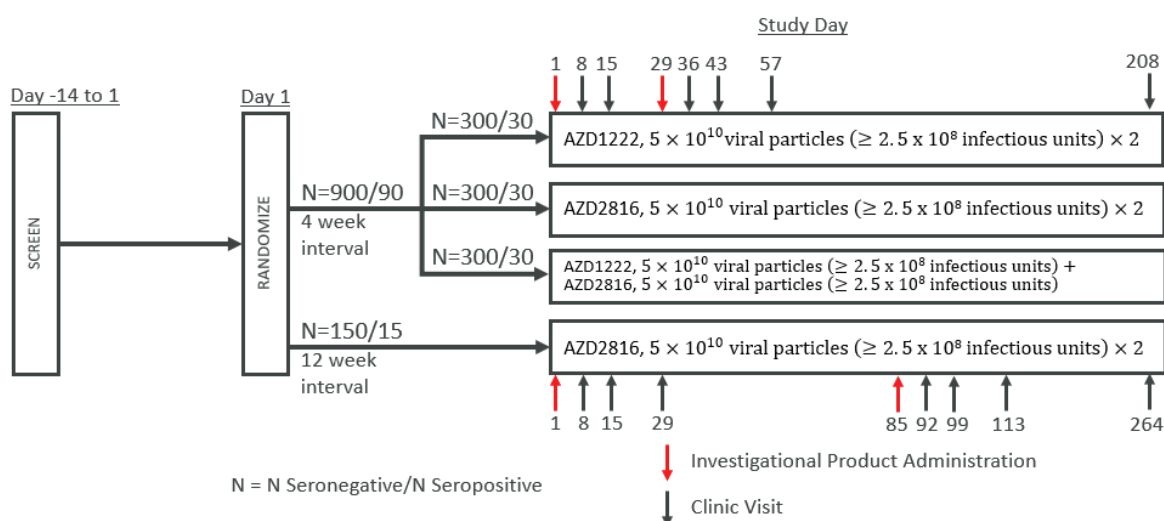 Study Day
1 8 15 29 36 43 57 208
Day -14 to 1
Day 1
SCREEN
RANDOMIZE
N=300/30
AZD1222, 5 × 10¹⁰ viral particles (≥ 2.5 x 10⁸ infectious units) × 2
N=900/90
4 week
interval
N=300/30
AZD2816, 5 × 10¹⁰ viral particles (≥ 2.5 x 10⁸ infectious units) × 2
N=300/30
AZD1222, 5 × 10¹⁰ viral particles (≥ 2.5 x 10⁸ infectious units) +
AZD2816, 5 × 10¹⁰ viral particles (≥ 2.5 x 10⁸ infectious units)
N=150/15
12 week
interval
AZD2816, 5 × 10¹⁰ viral particles (≥ 2.5 x 10⁸ infectious units) × 2
1 8 15 29 85 92 99 113 264
Investigational Product Administration
N = N Seronegative/N Seropositive
Clinic Visit